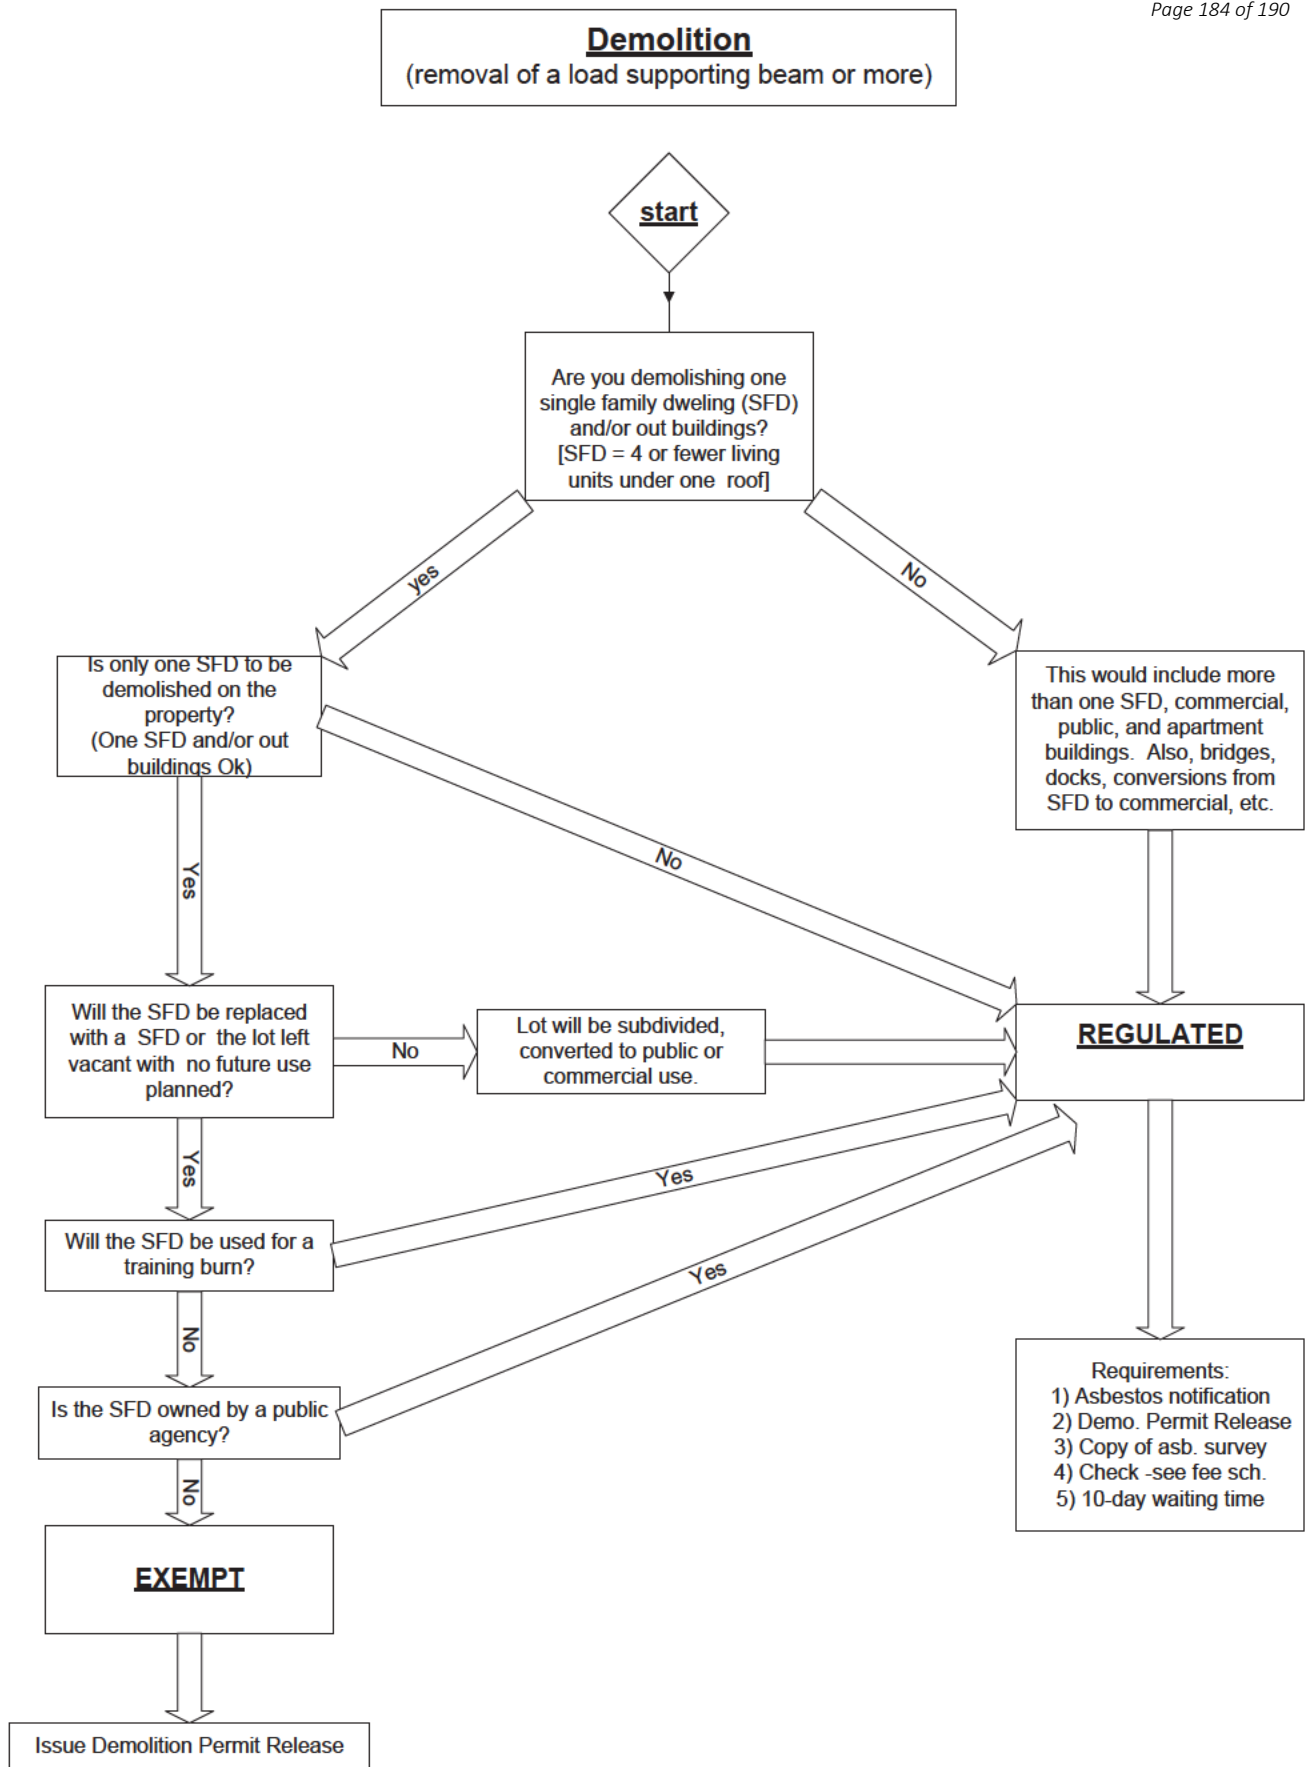 Page 184 of 190
Demolition
(removal of a load supporting beam or more)
start
Are you demolishing one
single family dweling (SFD)
and/or out buildings?
[SFD = 4 or fewer living
units under one roof]
yes
No
Is only one SFD to be
demolished on the
property?
(One SFD and/or out
buildings Ok)
This would include more
than one SFD, commercial,
public, and apartment
buildings. Also, bridges,
docks, conversions from
SFD to commercial, etc.
No
Yes
Will the SFD be replaced
with a SFD or the lot left
vacant with no future use
planned?
No
Lot will be subdivided,
converted to public or
commercial use.
REGULATED
Yes
Yes
Will the SFD be used for a
training burn?
Yes
No
Is the SFD owned by a public
agency?
Requirements:
1) Asbestos notification
2) Demo. Permit Release
3) Copy of asb. survey
4) Check -see fee sch.
5) 10-day waiting time
No
EXEMPT
Issue Demolition Permit Release